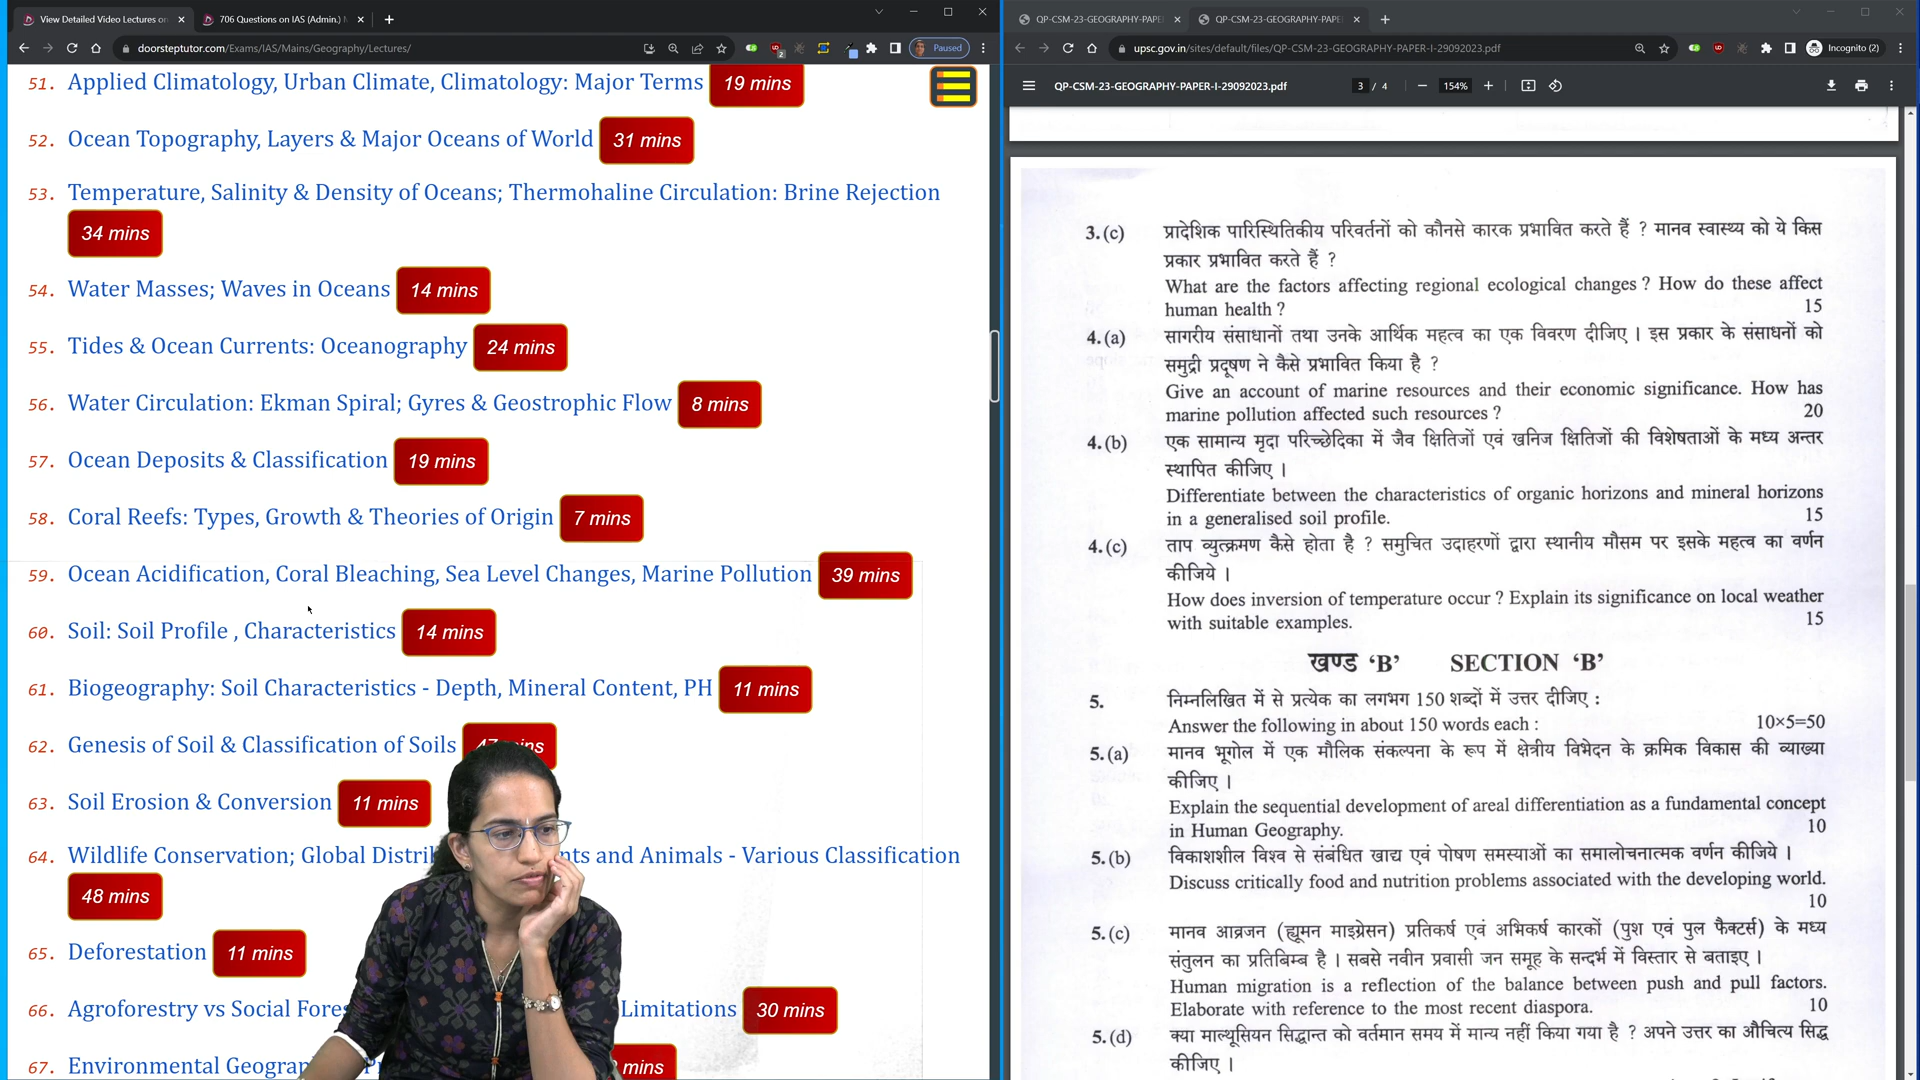 View Detailed Video Lectures on
706 Questions on IAS (Admin.)
doorsteptutor.com/Exams/IAS/Mains/Geography/Lectures/
Paused
51. Applied Climatology, Urban Climate, Climatology: Major Terms 19 mins
52. Ocean Topography, Layers & Major Oceans of World 31 mins
53. Temperature, Salinity & Density of Oceans; Thermohaline Circulation: Brine Rejection
34 mins
54. Water Masses; Waves in Oceans 14 mins
55. Tides & Ocean Currents: Oceanography 24 mins
56. Water Circulation: Ekman Spiral; Gyres & Geostrophic Flow 8 mins
57. Ocean Deposits & Classification 19 mins
58. Coral Reefs: Types, Growth & Theories of Origin 7 mins
59. Ocean Acidification, Coral Bleaching, Sea Level Changes, Marine Pollution 39 mins
60. Soil: Soil Profile , Characteristics 14 mins
61. Biogeography: Soil Characteristics - Depth, Mineral Content, PH 11 mins
62. Genesis of Soil & Classification of Soils
63. Soil Erosion & Conversion 11 mins
64. Wildlife Conservation; Global and Animals - Various Classification
48 mins
65. Deforestation 11 mins
66. Agroforestry vs Social Limitations 30 mins
67. Environmental mins
QP-CSM-23-GEOGRAPHY-PAPE
QP-CSM-23-GEOGRAPHY-PAPE
upsc.gov.in/sites/default/files/QP-CSM-23-GEOGRAPHY-PAPER-I-29092023.pdf
Incognito (2)
QP-CSM-23-GEOGRAPHY-PAPER-I-29092023.pdf
3 / 4
154%
3.(c) प्रादेशिक पारिस्थितिकीय परिवर्तनों को कौनसे कारक प्रभावित करते हैं ? मानव स्वास्थ्य को ये किस
प्रकार प्रभावित करते हैं ?
What are the factors affecting regional ecological changes ? How do these affect
human health ? 15
4.(a) सागरीय संसाधानों तथा उनके आर्थिक महत्व का एक विवरण दीजिए । इस प्रकार के संसाधनों को
समुद्री प्रदूषण ने कैसे प्रभावित किया है ?
Give an account of marine resources and their economic significance. How has
marine pollution affected such resources ? 20
4.(b) एक सामान्य मृदा परिच्छेदिका में जैव क्षितिजों एवं खनिज क्षितिजों की विशेषताओं के मध्य अन्तर
स्थापित कीजिए ।
Differentiate between the characteristics of organic horizons and mineral horizons
in a generalised soil profile. 15
4.(c) ताप व्युत्क्रमण कैसे होता है ? समुचित उदाहरणों द्वारा स्थानीय मौसम पर इसके महत्व का वर्णन
कीजिये ।
How does inversion of temperature occur ? Explain its significance on local weather
with suitable examples. 15
खण्ड ‘B’ SECTION ‘B’
5. निम्नलिखित में से प्रत्येक का लगभग 150 शब्दों में उत्तर दीजिए :
Answer the following in about 150 words each : 10×5=50
5.(a) मानव भूगोल में एक मौलिक संकल्पना के रूप में क्षेत्रीय विभेदन के क्रमिक विकास की व्याख्या
कीजिए ।
Explain the sequential development of areal differentiation as a fundamental concept
in Human Geography. 10
5.(b) विकाशशील विश्व से संबंधित खाद्य एवं पोषण समस्याओं का समालोचनात्मक वर्णन कीजिये ।
Discuss critically food and nutrition problems associated with the developing world.
10
5.(c) मानव आव्रजन (ह्यूमन माइग्रेसन) प्रतिकर्ष एवं अभिकर्ष कारकों (पुश एवं पुल फैक्टर्स) के मध्य
संतुलन का प्रतिबिम्ब है । सबसे नवीन प्रवासी जन समूह के सन्दर्भ में विस्तार से बताइए ।
Human migration is a reflection of the balance between push and pull factors.
Elaborate with reference to the most recent diaspora. 10
5.(d) क्या माल्थूसियन सिद्धान्त को वर्तमान समय में मान्य नहीं किया गया है ? अपने उत्तर का औचित्य सिद्ध
कीजिए ।